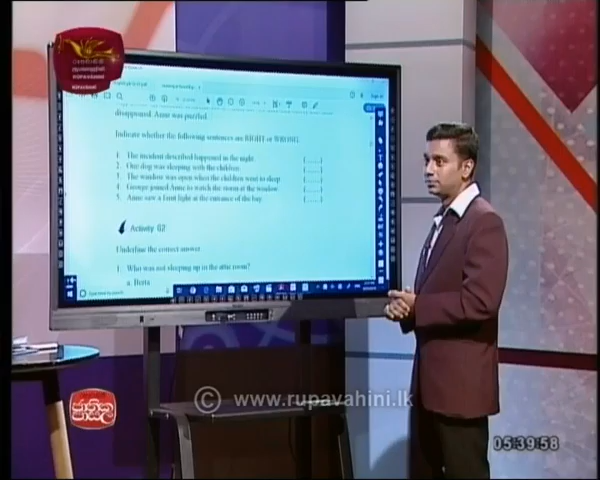 RUPAVAHINI
disappeared. Anne was puzzled.
Indicate whether the following sentences are RIGHT or WRONG.
1. The incident described happened in the night (......)
2. One dog was sleeping with the children (......)
3. The window was open when the children went to sleep (......)
4. George joined Anne to watch the moon at the window (......)
5. Anne saw a faint light at the entrance of the bay (......)
Activity 62
Underline the correct answer
1. Who was not sleeping up in the attic room?
a. Berta
ජාතික
පාසල
© www.rupavahini.lk
05:39:58